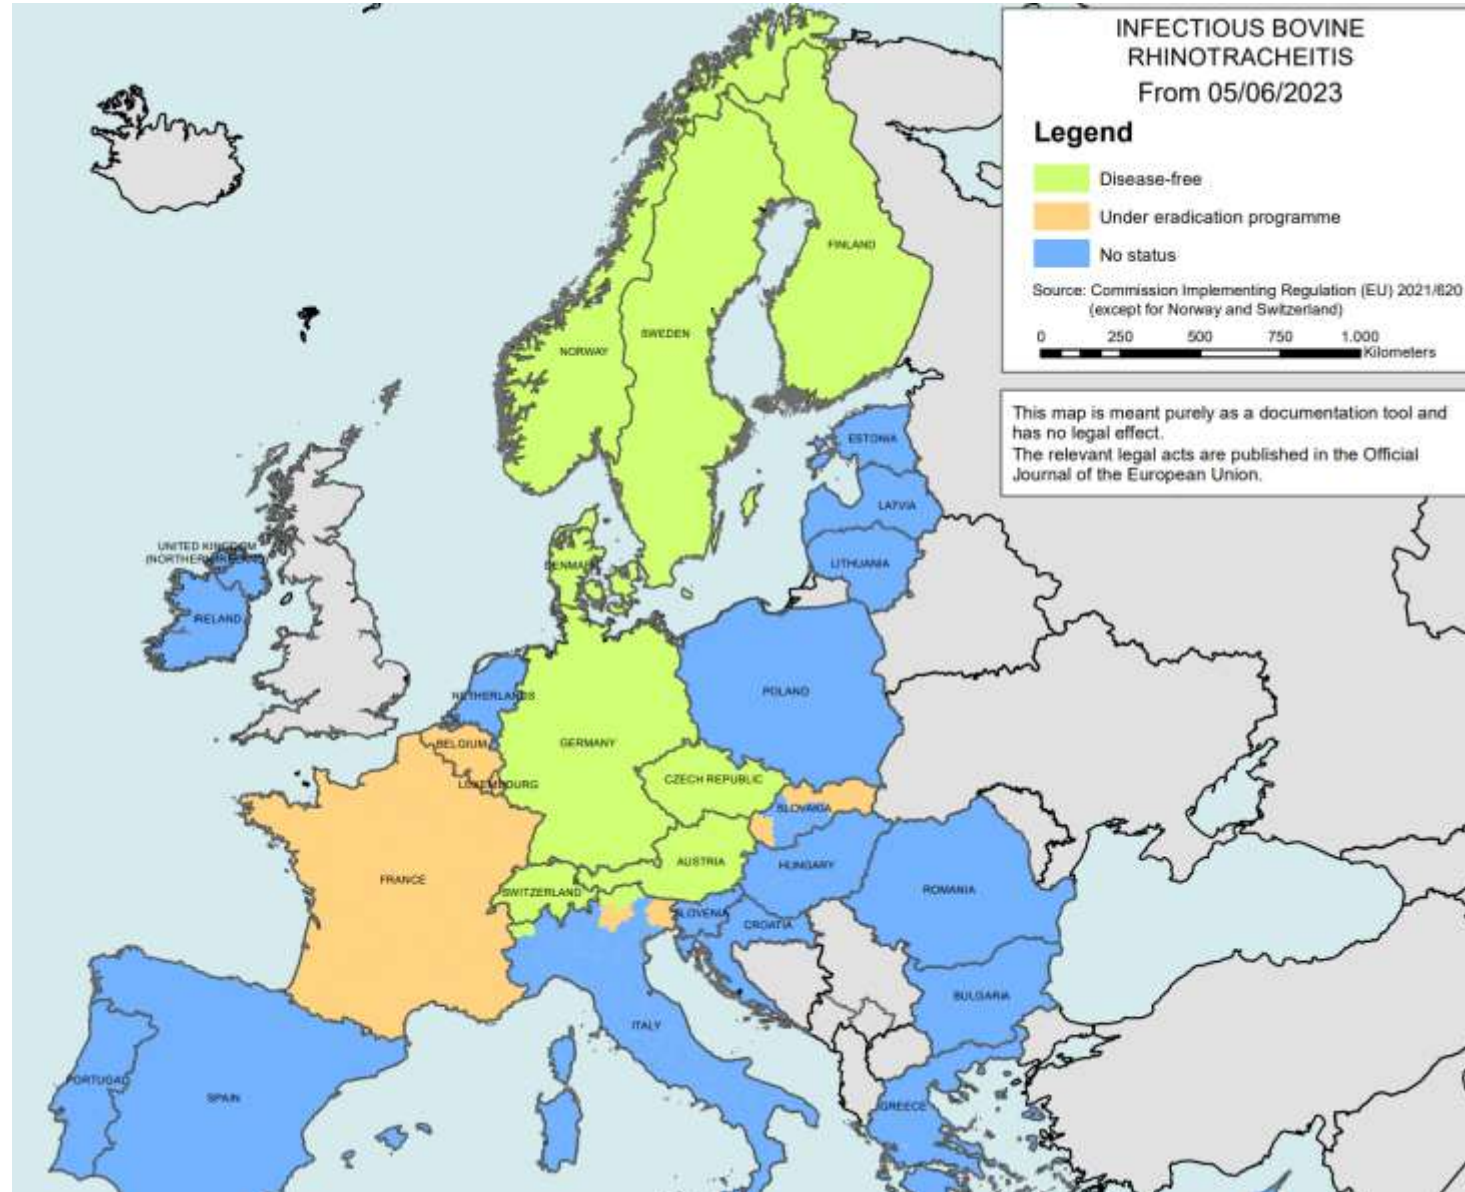 INFECTIOUS BOVINE
RHINOTRACHEITIS
From 05/06/2023
Legend
Disease-free
Under eradication programme
No status
Source: Commission Implementing Regulation (EU) 2021/620
(except for Norway and Switzerland)
0 250 500 750 1.000
Kilometers
This map is meant purely as a documentation tool and
has no legal effect.
The relevant legal acts are published in the Official
Journal of the European Union.
FINLAND
SWEDEN
NORWAY
ESTONIA
LATVIA
UNITED KINGDOM
(NORTHERN IRELAND)
DENMARK
LITHUANIA
IRELAND
NETHERLANDS
POLAND
BELGIUM
GERMANY
LUXEMBOURG
CZECH REPUBLIC
SLOVAKIA
AUSTRIA
HUNGARY
FRANCE
SWITZERLAND
ROMANIA
SLOVENIA
CROATIA
BULGARIA
ITALY
PORTUGAL
SPAIN
GREECE